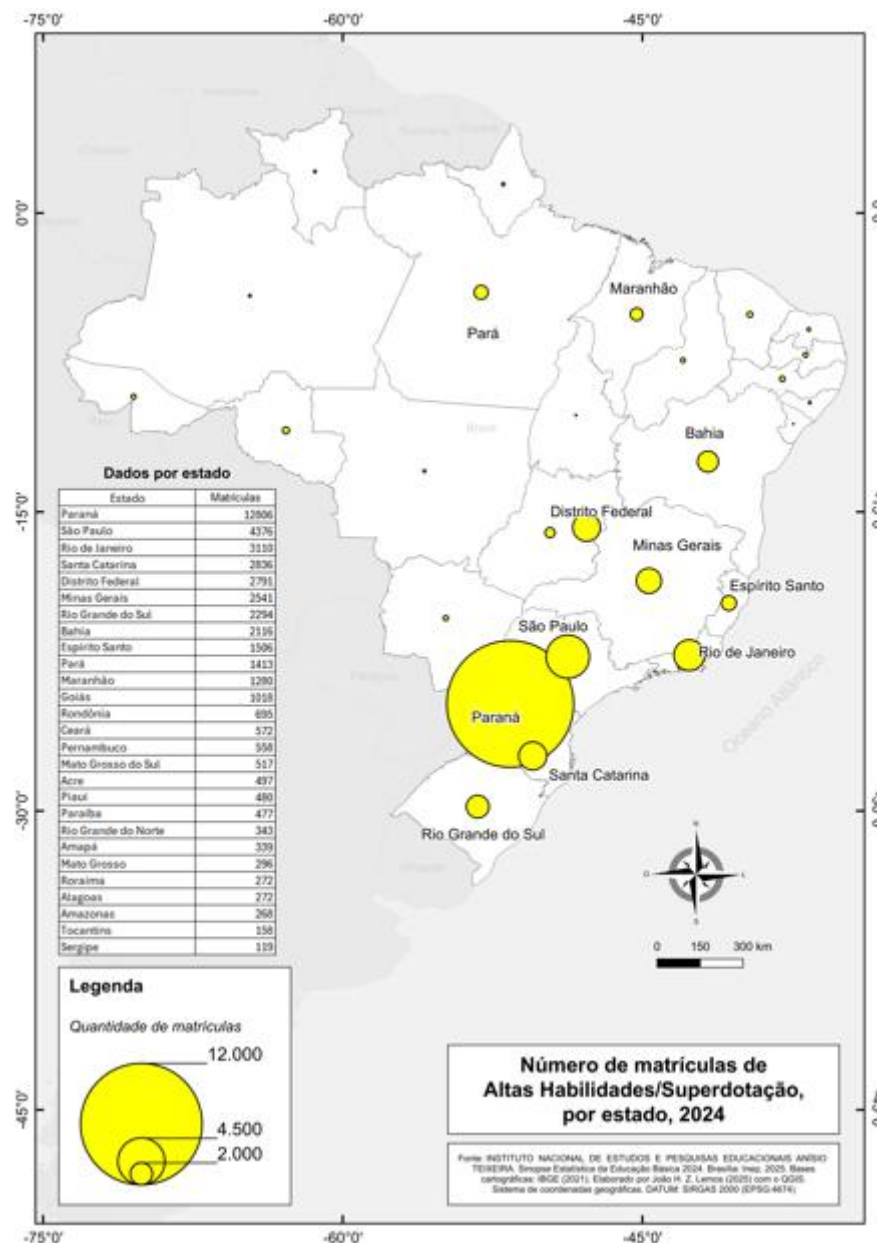 -75°0'
-60°0'
-45°0'
0°0'
0°0'
Maranhão
Pará
Bahia
Dados por estado
Estado Matrículas
Paraná 12806
São Paulo 4376
Rio de Janeiro 3110
Santa Catarina 2836
Distrito Federal 2791
Minas Gerais 2541
Rio Grande do Sul 2294
Bahia 2116
Espírito Santo 1506
Pará 1413
Maranhão 1280
Goiás 1018
Rondônia 695
Ceará 572
Pernambuco 558
Mato Grosso do Sul 517
Acre 497
Piauí 480
Paraíba 477
Rio Grande do Norte 343
Amapá 339
Mato Grosso 296
Roraima 272
Alagoas 272
Amazonas 268
Tocantins 158
Sergipe 119
-15°0'
Distrito Federal
Minas Gerais
Espírito Santo
São Paulo
Rio de Janeiro
Oceano Atlântico
Paraná
Santa Catarina
-30°0'
Rio Grande do Sul
N
O
L
S
0 150 300 km
Legenda
Quantidade de matrículas
12.000
4.500
2.000
-45°0'
Número de matrículas de
Altas Habilidades/Superdotação,
por estado, 2024
Fonte: INSTITUTO NACIONAL DE ESTUDOS E PESQUISAS EDUCACIONAIS ANÍSIO
TEIXEIRA. Sinopse Estatística da Educação Básica 2024. Brasília: Inep, 2025. Bases
cartográficas: IBGE (2021). Elaborado por João H. Z. Lemos (2025) com o QGIS.
Sistema de coordenadas geográficas. DATUM: SIRGAS 2000 (EPSG:4674)
-75°0'
-60°0'
-45°0'